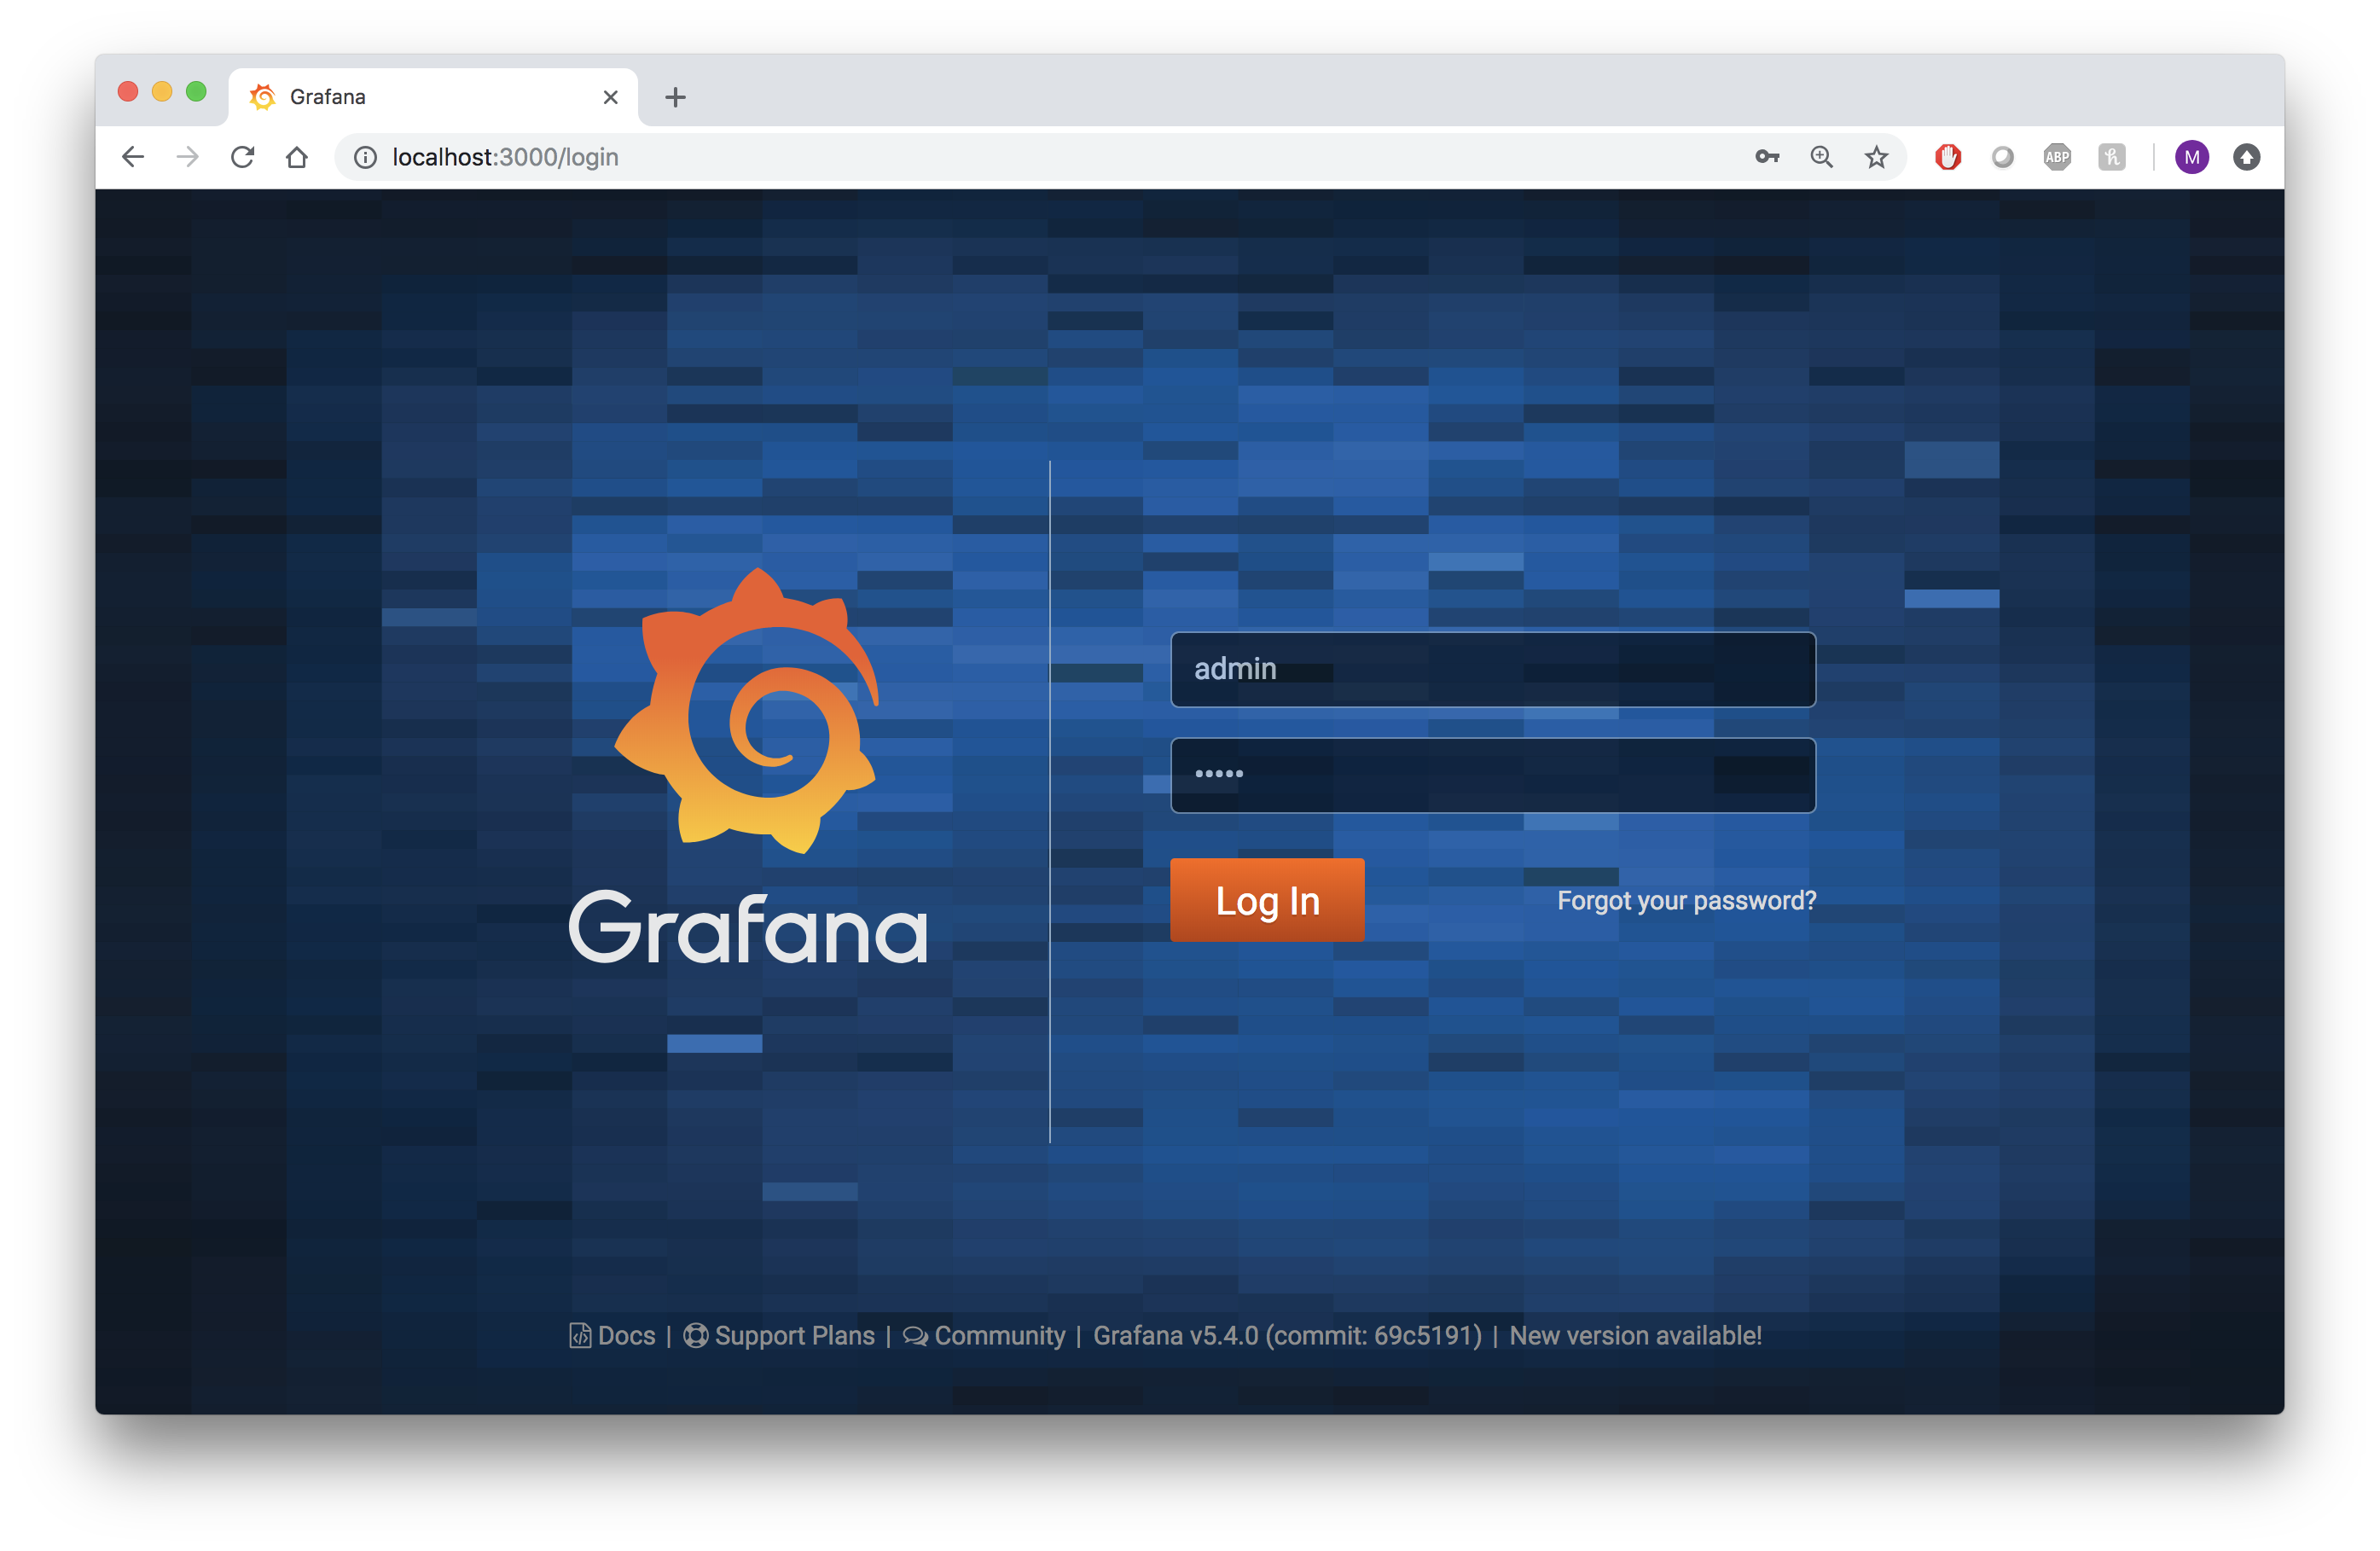 Grafana
localhost:3000/login
ABP
M
admin
•••••
Log In
Forgot your password?
Grafana
Docs | Support Plans | Community | Grafana v5.4.0 (commit: 69c5191) | New version available!